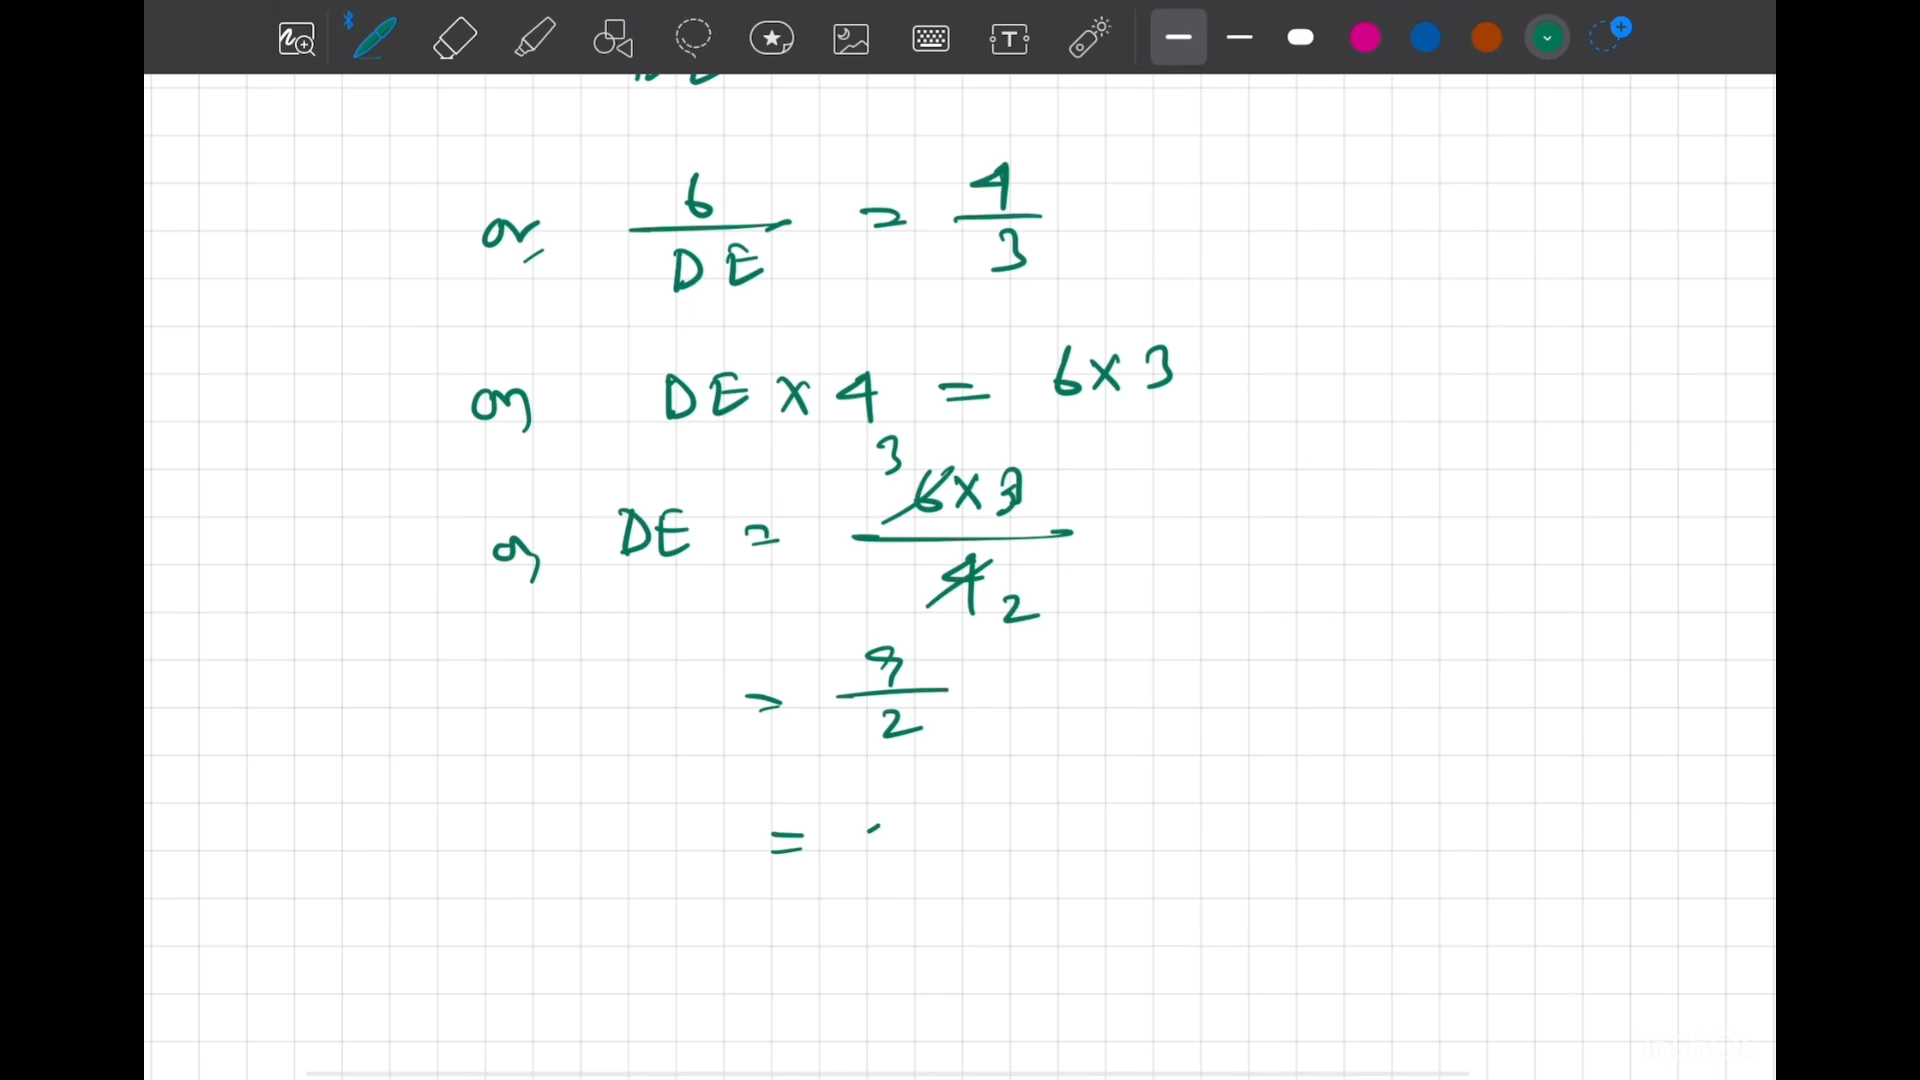 or 6/DE = 4/3
or DE x 4 = 6 x 3
or DE = 3 6 x 3 / 4 2
= 9/2
=